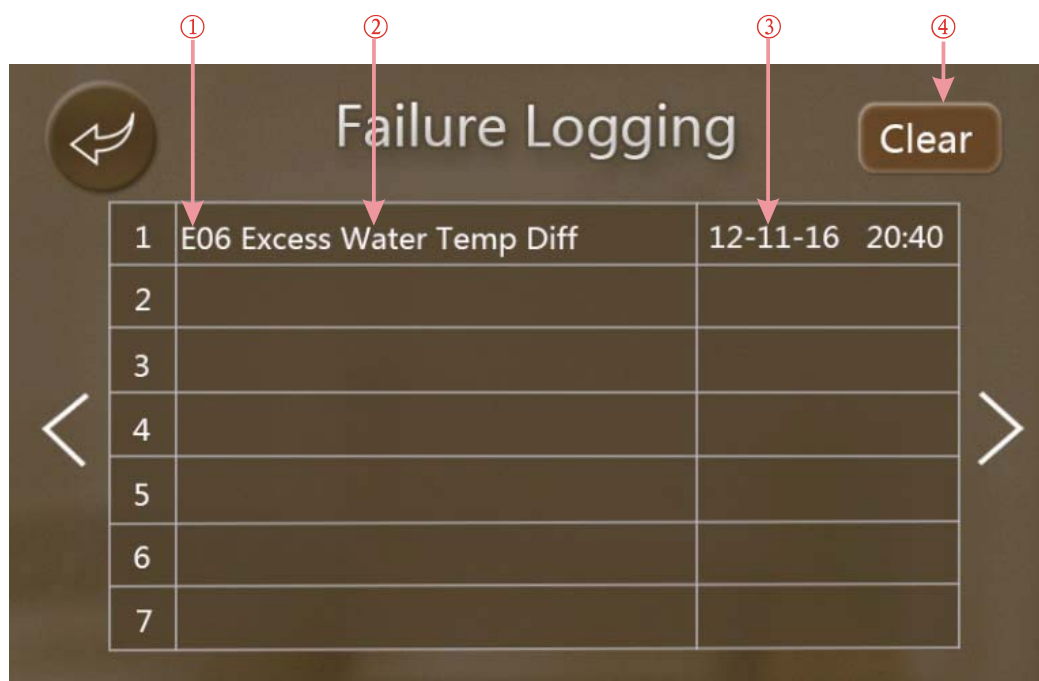 ① ② ③ ④
Failure Logging Clear
1 E06 Excess Water Temp Diff 12-11-16 20:40
2
3
4
5
6
7